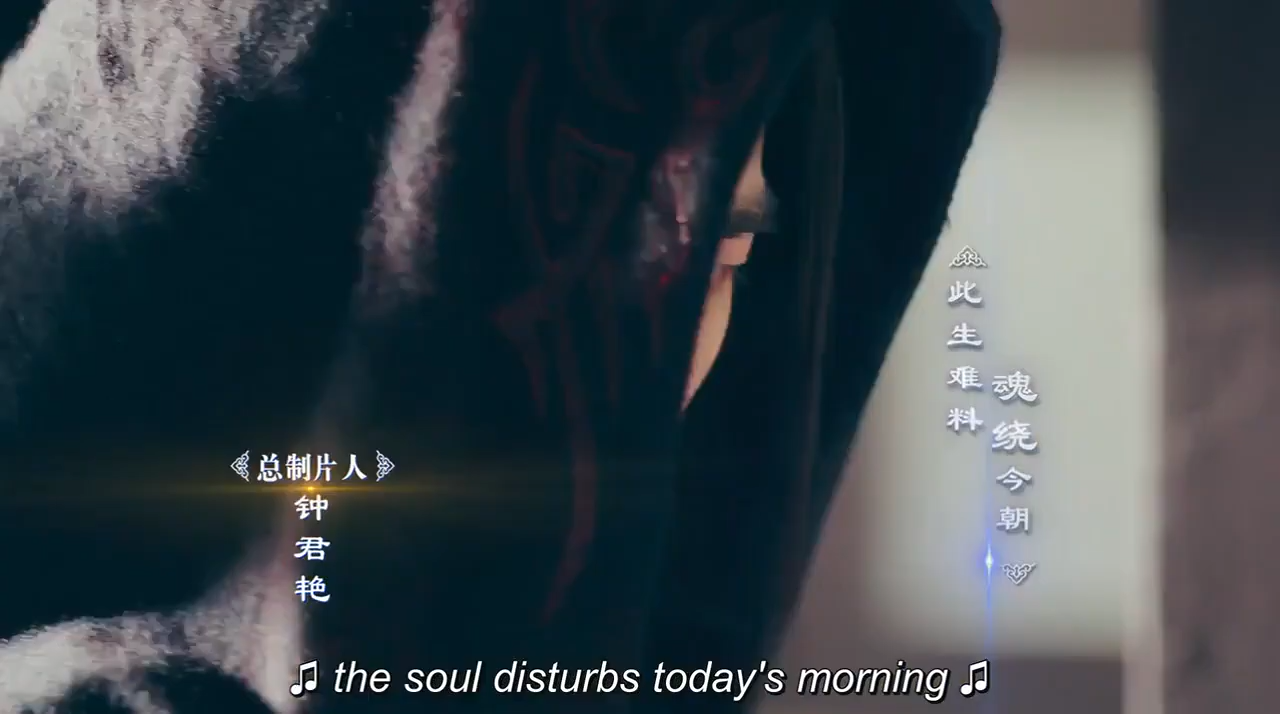 此生难料
魂绕今朝
总制片人
钟君艳
♫ the soul disturbs today's morning ♫